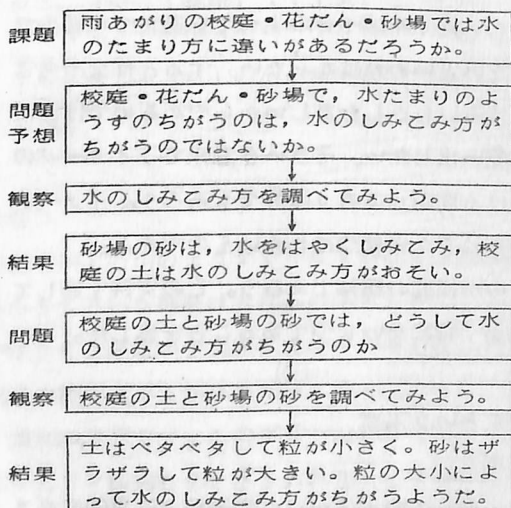 課題
雨あがりの校庭・花だん・砂場では水
のたまり方に違いがあるだろうか。
問題
予想
校庭・花だん・砂場で,水たまりのよ
うすのちがうのは,水のしみこみ方が
ちがうのではないか。
観察
水のしみこみ方を調べてみよう。
結果
砂場の砂は,水をはやくしみこみ,校
庭の土は水のしみこみ方がおそい。
問題
校庭の土と砂場の砂では,どうして水
のしみこみ方がちがうのか
観察
校庭の土と砂場の砂を調べてみよう。
結果
土はベタベタして粒が小さく。砂はザ
ラザラして粒が大きい。粒の大小によ
って水のしみこみ方がちがうようだ。